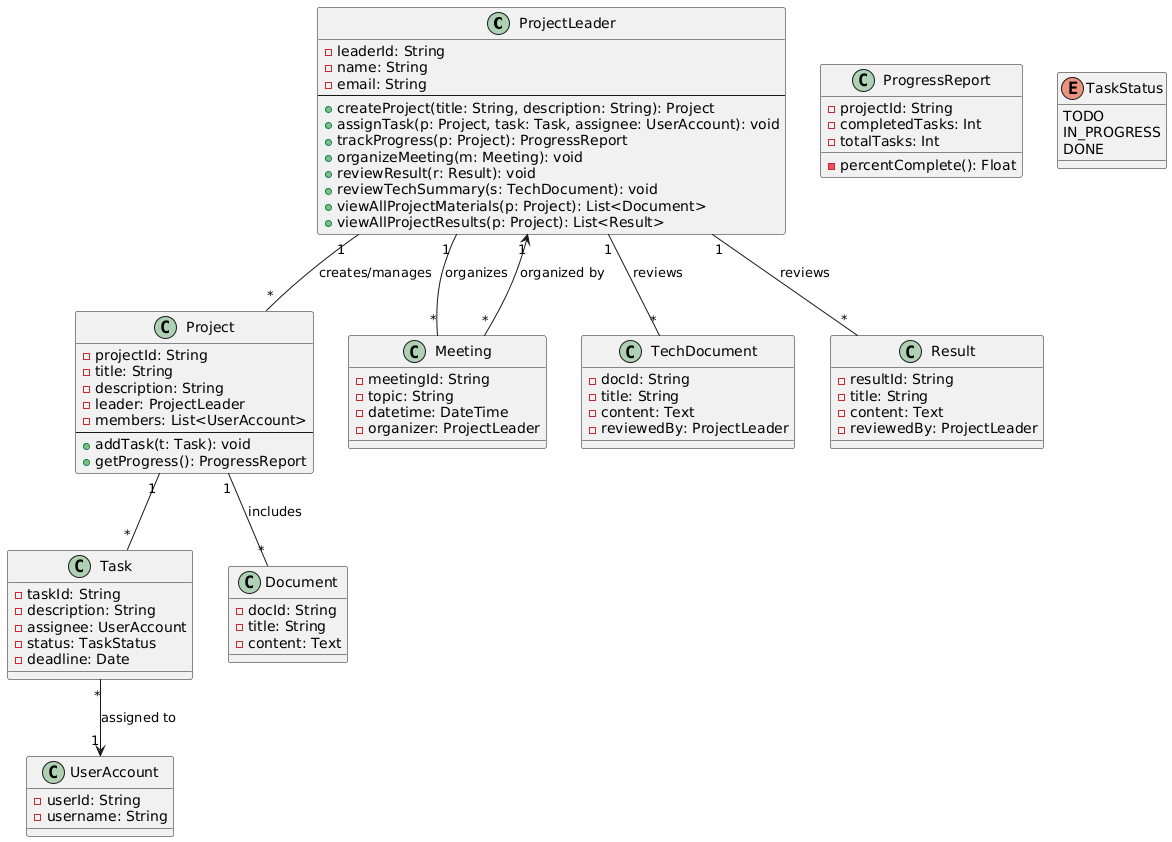 C ProjectLeader
leaderId: String
name: String
email: String
createProject(title: String, description: String): Project
assignTask(p: Project, task: Task, assignee: UserAccount): void
trackProgress(p: Project): ProgressReport
organizeMeeting(m: Meeting): void
reviewResult(r: Result): void
reviewTechSummary(s: TechDocument): void
viewAllProjectMaterials(p: Project): List<Document>
viewAllProjectResults(p: Project): List<Result>
C ProgressReport
projectId: String
completedTasks: Int
totalTasks: Int
percentComplete(): Float
E TaskStatus
TODO
IN_PROGRESS
DONE
1 1 1 1 1
creates/manages organizes organized by reviews reviews
* * * * *
C Project
projectId: String
title: String
description: String
leader: ProjectLeader
members: List<UserAccount>
addTask(t: Task): void
getProgress(): ProgressReport
C Meeting
meetingId: String
topic: String
datetime: DateTime
organizer: ProjectLeader
C TechDocument
docId: String
title: String
content: Text
reviewedBy: ProjectLeader
C Result
resultId: String
title: String
content: Text
reviewedBy: ProjectLeader
1 1
includes
* *
C Task
taskId: String
description: String
assignee: UserAccount
status: TaskStatus
deadline: Date
C Document
docId: String
title: String
content: Text
*
assigned to
1
C UserAccount
userId: String
username: String